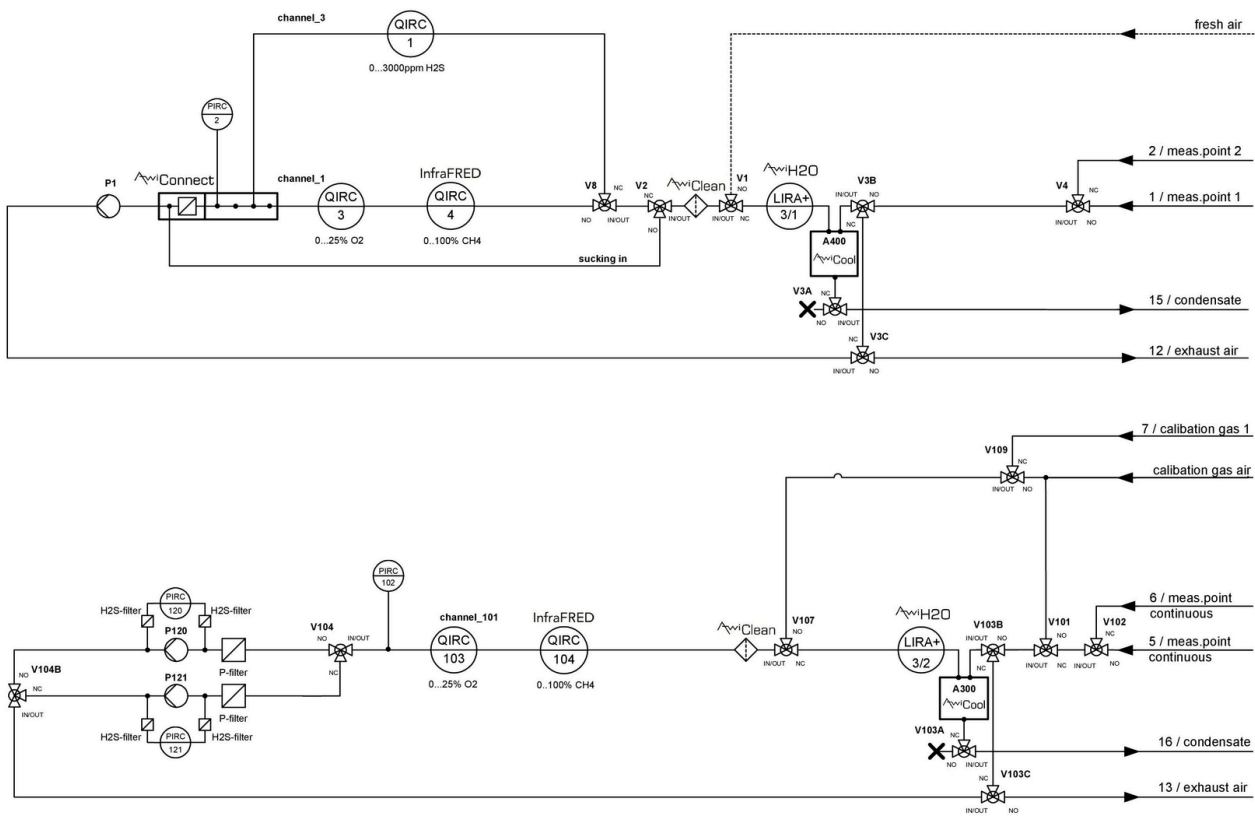 channel_3
QIRC
1
0...3000ppm H2S
fresh air
PIRC
2
2 / meas.point 2
P1
AwiConnect
channel_1
InfraFRED
V8
NC
V2
NC
AwiClean
V1
NO
AwiH2O
V3B
IN/OUT
NO
V4
NC
1 / meas.point 1
QIRC
3
QIRC
4
LIRA+
3/1
NO
IN/OUT
IN/OUT
NO
IN/OUT
NC
NC
IN/OUT
NO
0...25% O2
0...100% CH4
A400
AwiCool
sucking in
V3A
NC
15 / condensate
NO
IN/OUT
V3C
NC
12 / exhaust air
IN/OUT
NO
7 / calibation gas 1
V109
NC
calibation gas air
IN/OUT
NO
PIRC
102
6 / meas.point
continuous
H2S-filter
PIRC
120
H2S-filter
P120
V104
NO
IN/OUT
channel_101
InfraFRED
AwiClean
V107
NO
AwiH2O
V103B
IN/OUT
NO
V101
NO
V102
NC
5 / meas.point
continuous
QIRC
103
QIRC
104
LIRA+
3/2
IN/OUT
NC
NC
IN/OUT
NC
IN/OUT
NO
V104B
NO
NC
IN/OUT
P-filter
P121
NC
0...25% O2
0...100% CH4
A300
AwiCool
P-filter
H2S-filter
PIRC
121
H2S-filter
V103A
NC
16 / condensate
NO
IN/OUT
V103C
NC
13 / exhaust air
IN/OUT
NO